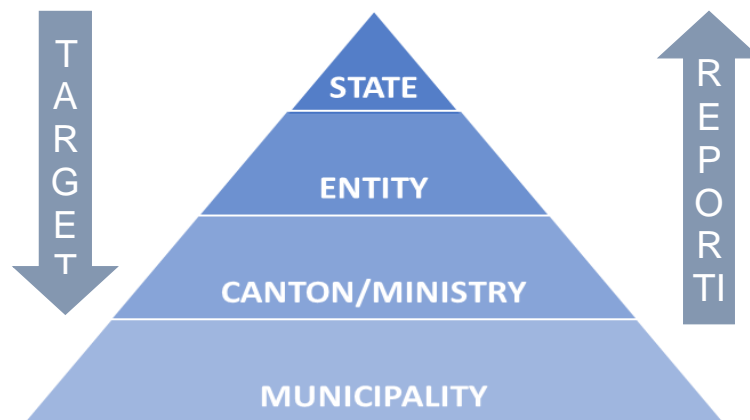 TARGET
STATE
ENTITY
CANTON/MINISTRY
MUNICIPALITY
REPORTI